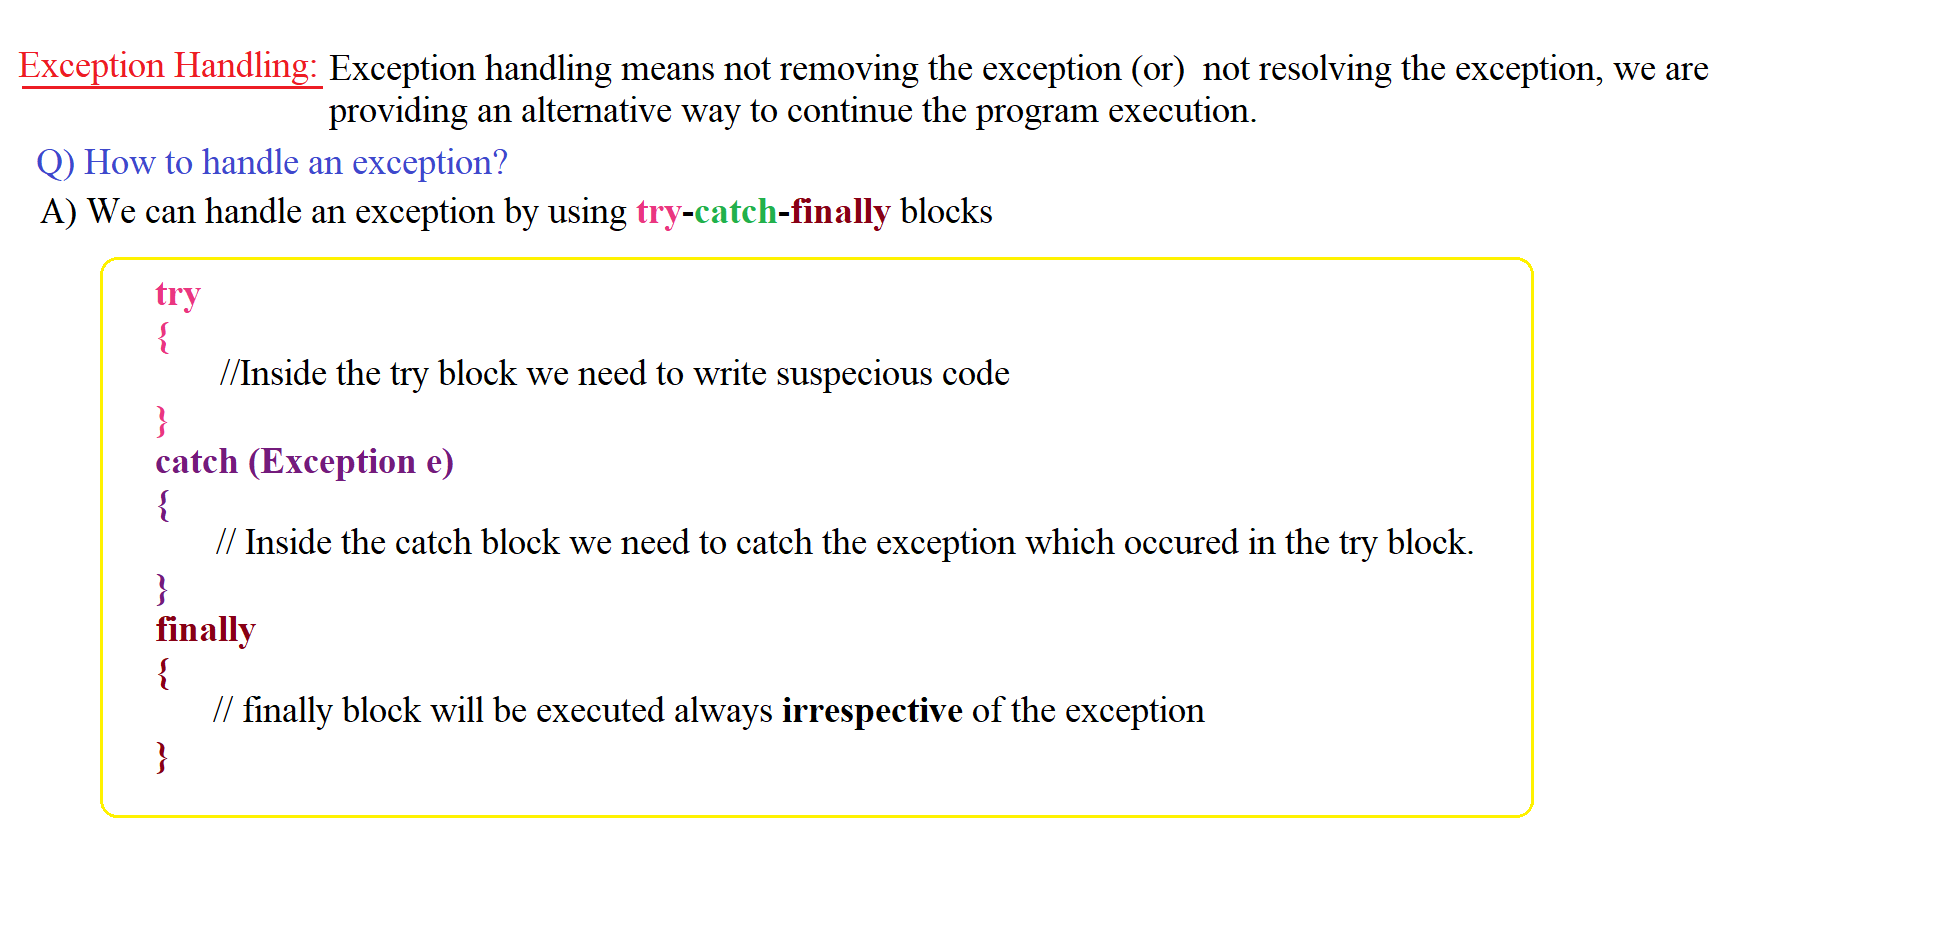 Exception Handling: Exception handling means not removing the exception (or) not resolving the exception, we are
providing an alternative way to continue the program execution.
Q) How to handle an exception?
A) We can handle an exception by using try-catch-finally blocks
try
{
//Inside the try block we need to write suspecious code
}
catch (Exception e)
{
// Inside the catch block we need to catch the exception which occured in the try block.
}
finally
{
// finally block will be executed always irrespective of the exception
}